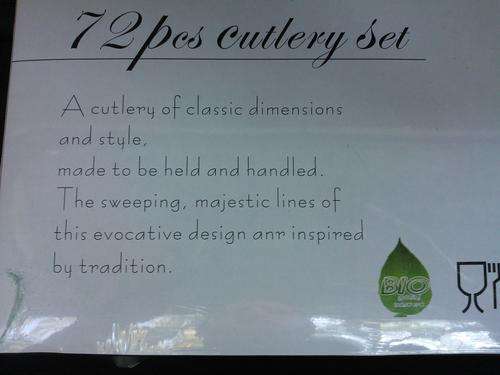 72pcs cutlery set
A cutlery of classic dimensions
and style,
made to be held and handled.
The sweeping, majestic lines of
this evocative design anr inspired
by tradition.
BIO